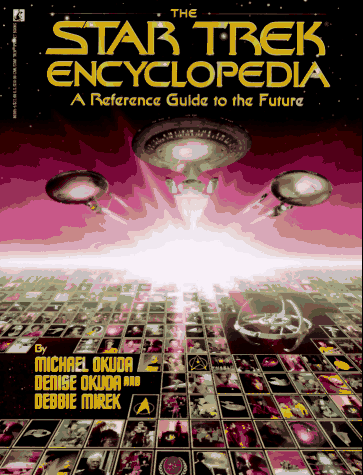 THE
STAR TREK
ENCYCLOPEDIA
A Reference Guide to the Future
By
MICHAEL OKUDA
DENISE OKUDA AND
DEBBIE MIREK